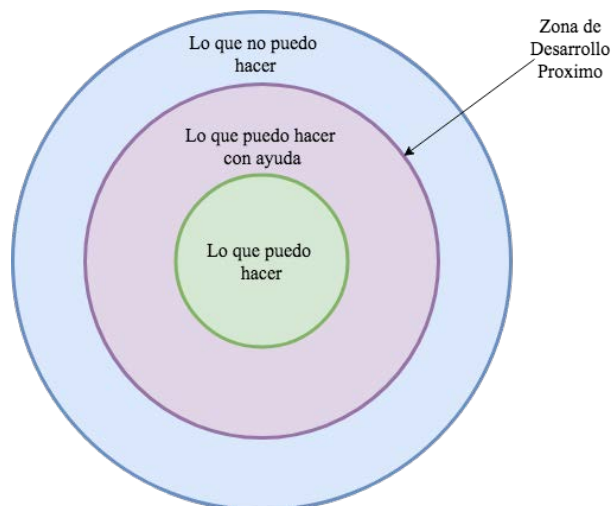 Lo que no puedo
hacer
Zona de
Desarrollo
Proximo
Lo que puedo hacer
con ayuda
Lo que puedo
hacer